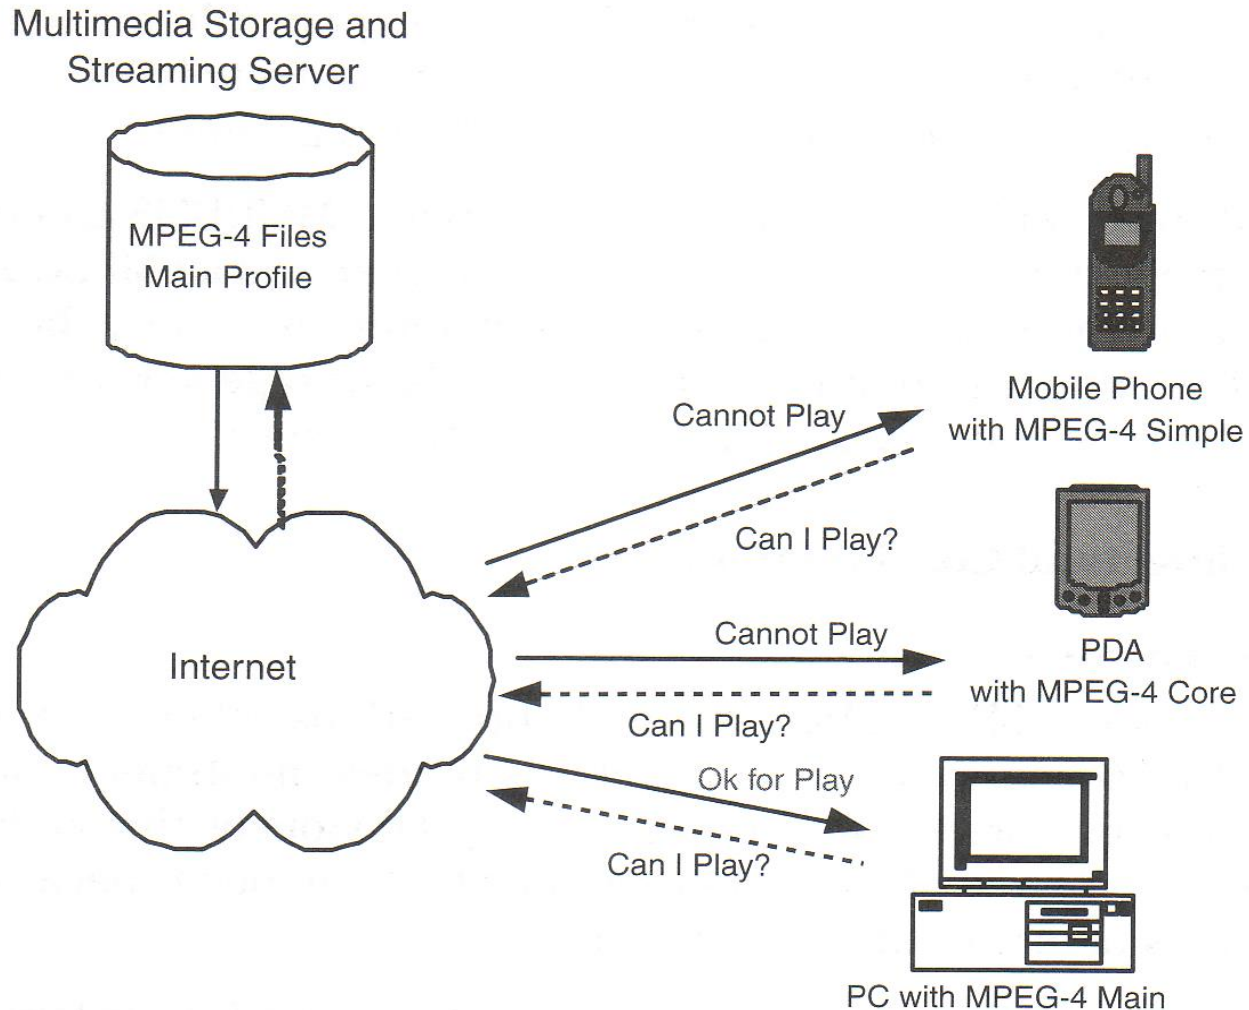 Multimedia Storage and
Streaming Server
MPEG-4 Files
Main Profile
Internet
Cannot Play
Can I Play?
Mobile Phone
with MPEG-4 Simple
Cannot Play
Can I Play?
PDA
with MPEG-4 Core
Ok for Play
Can I Play?
PC with MPEG-4 Main